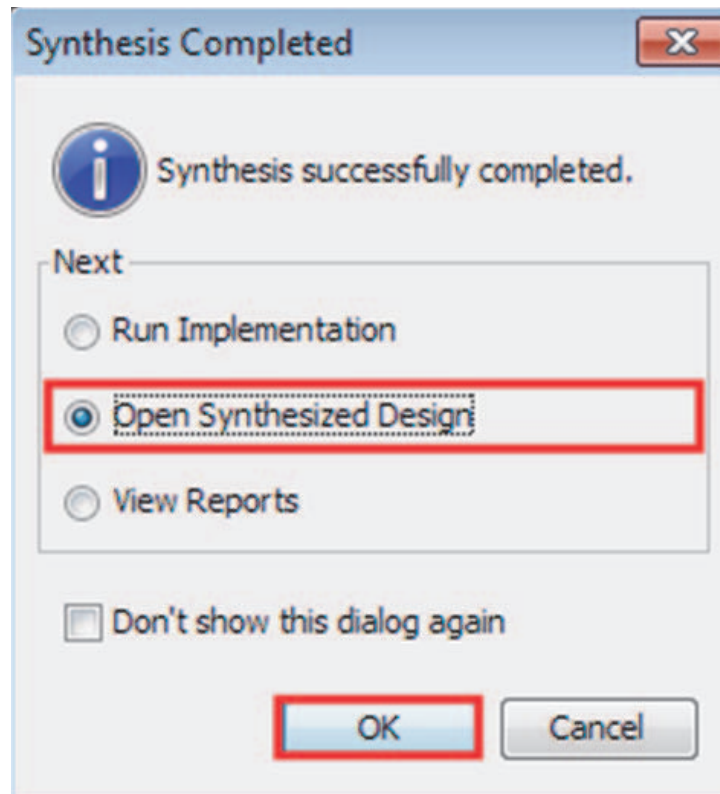 Synthesis Completed
Synthesis successfully completed.
Next
Run Implementation
Open Synthesized Design
View Reports
Don't show this dialog again
OK Cancel